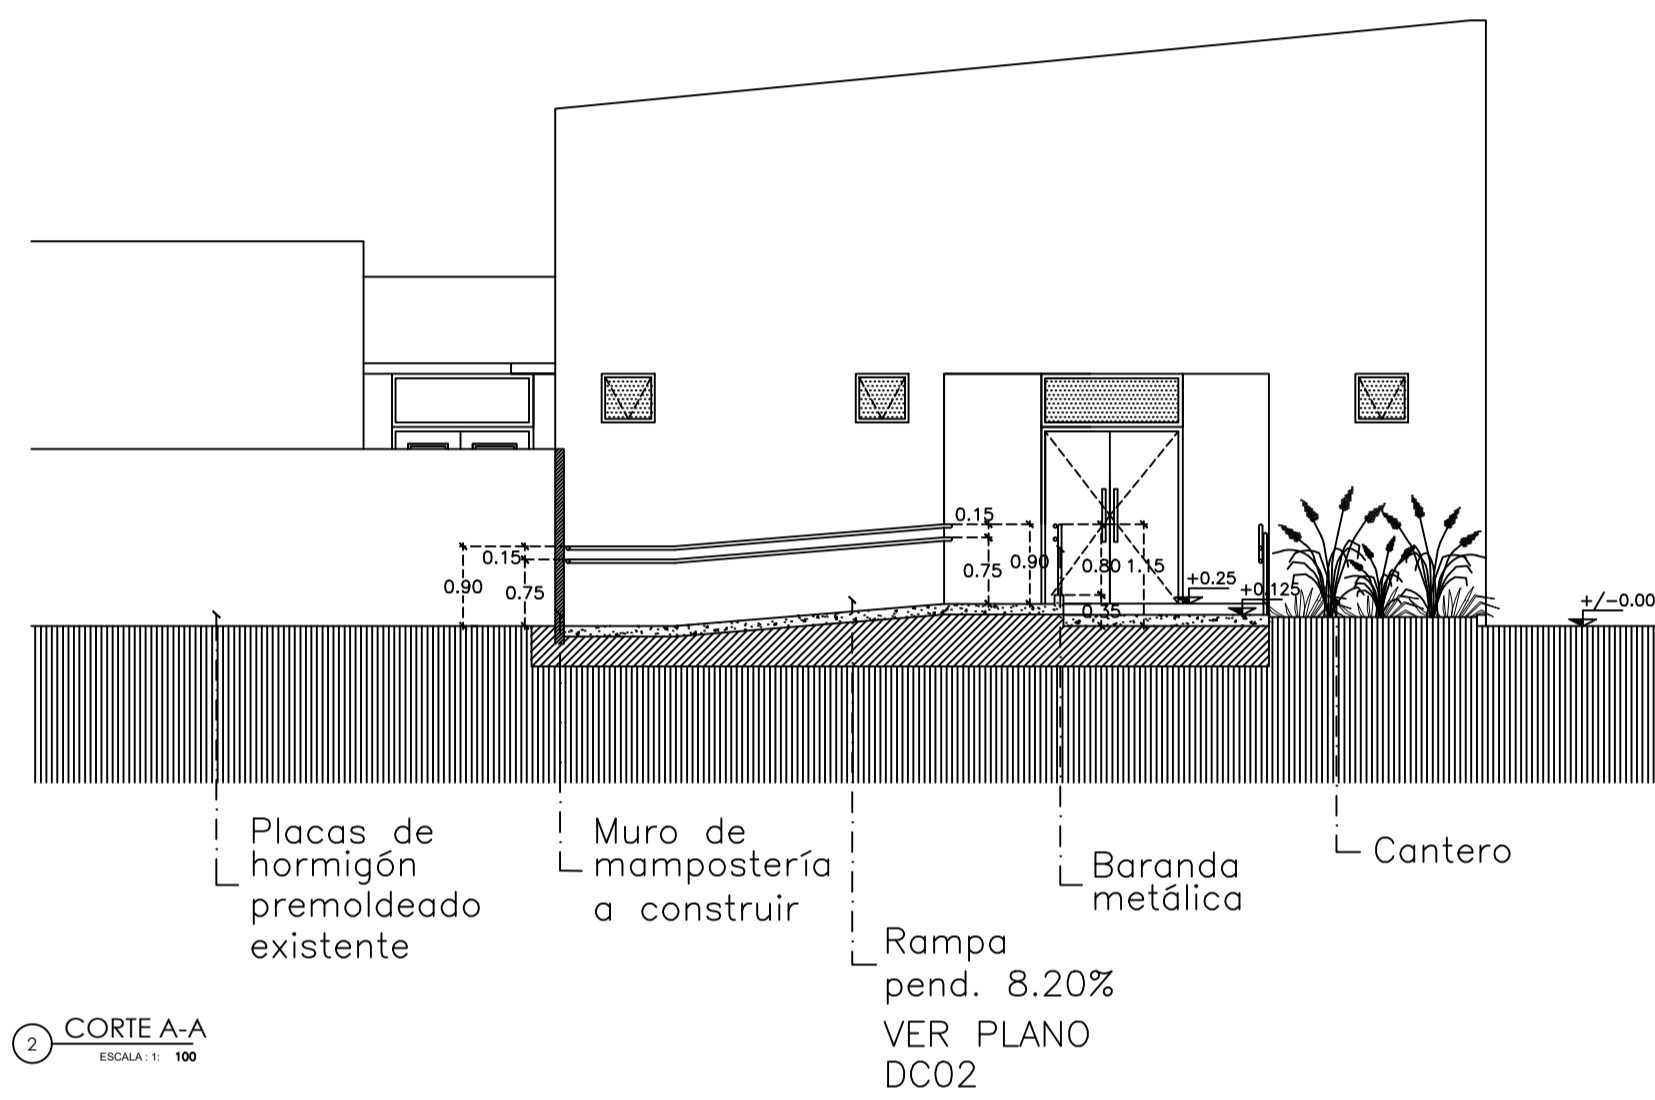 0.15
0.15
0.90
0.75
0.90
0.75
0.80
1.15
+0.25
+0.125
0.35
+/-0.00
Placas de
hormigón
premoldeado
existente
Muro de
mampostería
a construir
Rampa
pend. 8.20%
VER PLANO
DC02
Baranda
metálica
Cantero
2
CORTE A-A
ESCALA : 1: 100